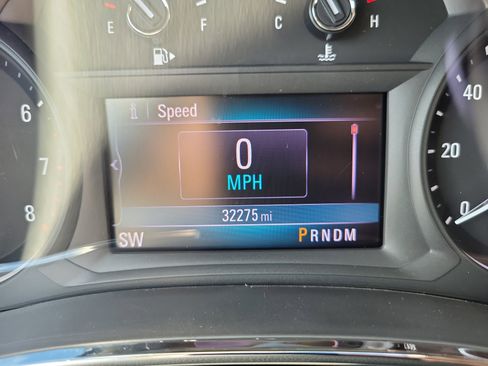 E F C H
Speed
6
40
0
MPH
7
20
8
32275 mi
0
SW
PRNDM